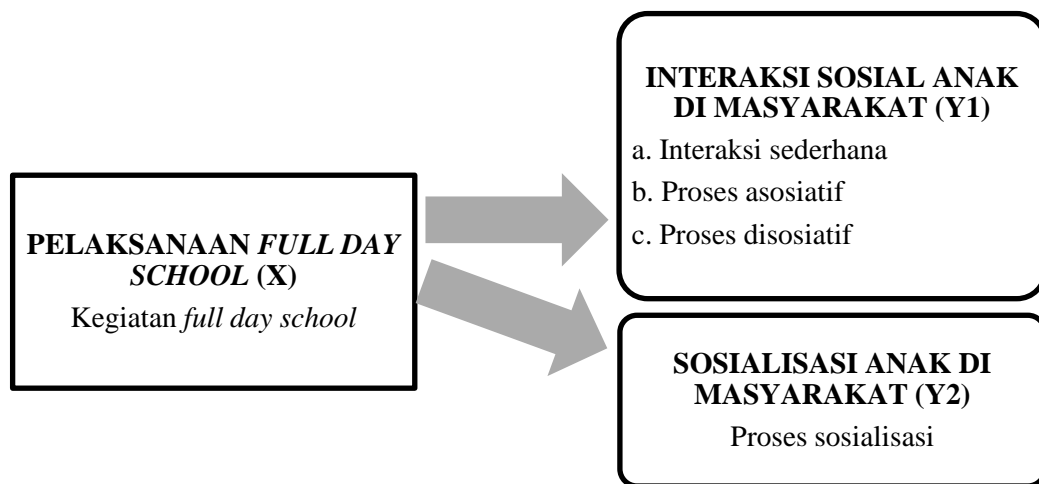 PELAKSANAAN FULL DAY
SCHOOL (X)
Kegiatan full day school
INTERAKSI SOSIAL ANAK
DI MASYARAKAT (Y1)
a. Interaksi sederhana
b. Proses asosiatif
c. Proses disosiatif
SOSIALISASI ANAK DI
MASYARAKAT (Y2)
Proses sosialisasi